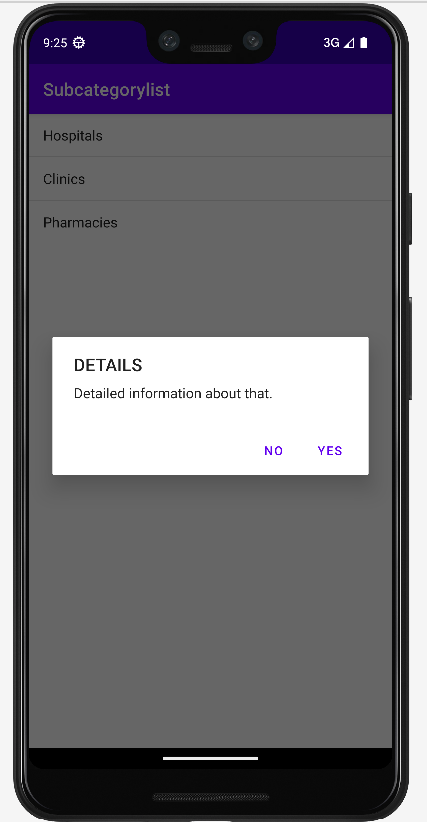 9:25
3G
Subcategorylist
Hospitals
Clinics
Pharmacies
DETAILS
Detailed information about that.
NO YES